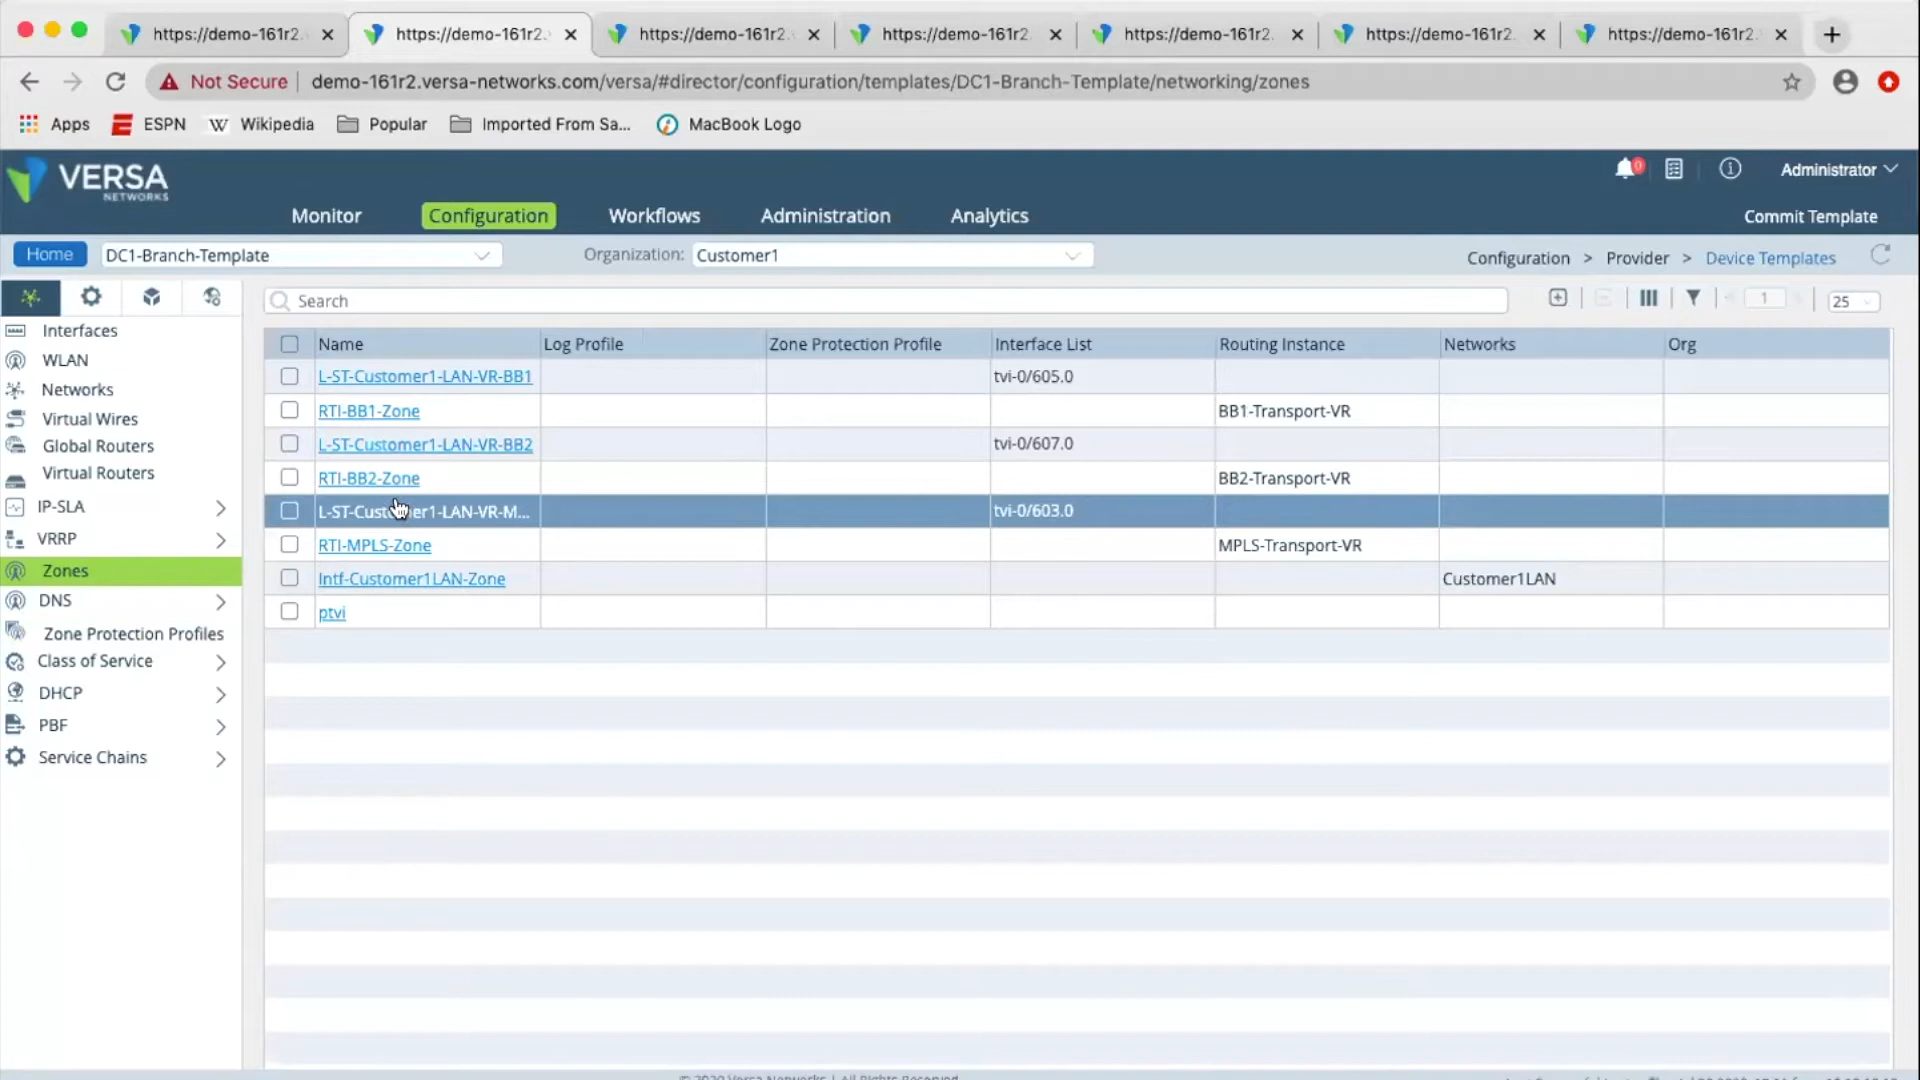 https://demo-161r2. https://demo-161r2. https://demo-161r2. https://demo-161r2. https://demo-161r2. https://demo-161r2. https://demo-161r2.
Not Secure demo-161r2.versa-networks.com/versa/#director/configuration/templates/DC1-Branch-Template/networking/zones
Apps ESPN W Wikipedia Popular Imported From Sa... MacBook Logo
VERSA
NETWORKS
0 Administrator
Monitor Configuration Workflows Administration Analytics Commit Template
Home DC1-Branch-Template Organization: Customer1 Configuration > Provider > Device Templates
Search 1 25
Interfaces
WLAN
Networks
Virtual Wires
Global Routers
Virtual Routers
IP-SLA
VRRP
Zones
DNS
Zone Protection Profiles
Class of Service
DHCP
PBF
Service Chains
Name Log Profile Zone Protection Profile Interface List Routing Instance Networks Org
L-ST-Customer1-LAN-VR-BB1 tvi-0/605.0
RTI-BB1-Zone BB1-Transport-VR
L-ST-Customer1-LAN-VR-BB2 tvi-0/607.0
RTI-BB2-Zone BB2-Transport-VR
L-ST-Customer1-LAN-VR-M... tvi-0/603.0
RTI-MPLS-Zone MPLS-Transport-VR
Intf-Customer1LAN-Zone Customer1LAN
ptvi
© 2020 Versa Networks | All Rights Reserved